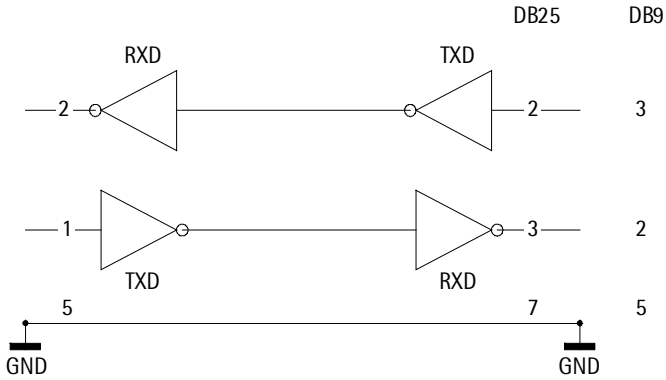 DB25 DB9
RXD TXD
2 2 3
1 3 2
TXD RXD
5 7 5
GND GND